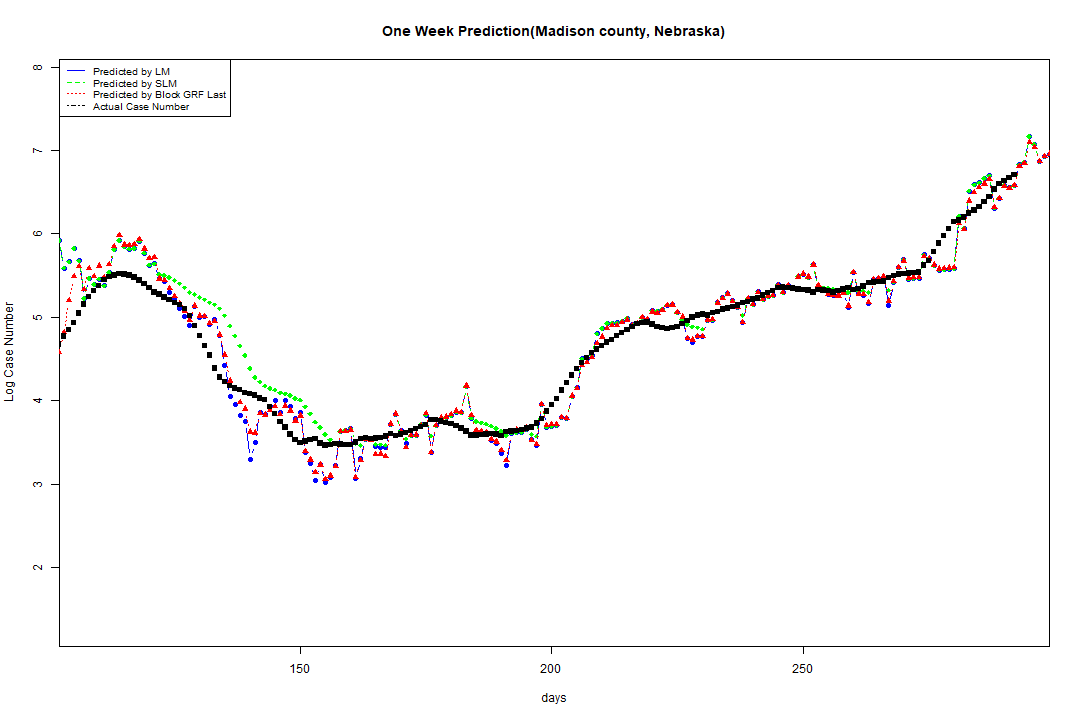 One Week Prediction(Madison county, Nebraska)
Predicted by LM
Predicted by SLM
Predicted by Block GRF Last
Actual Case Number
8
7
6
5
4
3
2
Log Case Number
150 200 250
days